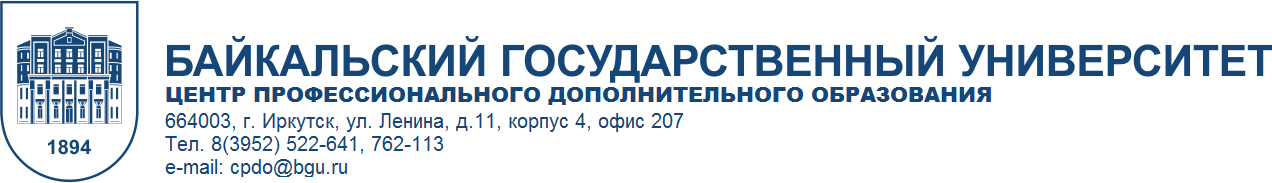 БАЙКАЛЬСКИЙ ГОСУДАРСТВЕННЫЙ УНИВЕРСИТЕТ
ЦЕНТР ПРОФЕССИОНАЛЬНОГО ДОПОЛНИТЕЛЬНОГО ОБРАЗОВАНИЯ
664003, г. Иркутск, ул. Ленина, д.11, корпус 4, офис 207
Тел. 8(3952) 522-641, 762-113
e-mail: cpdo@bgu.ru
1894